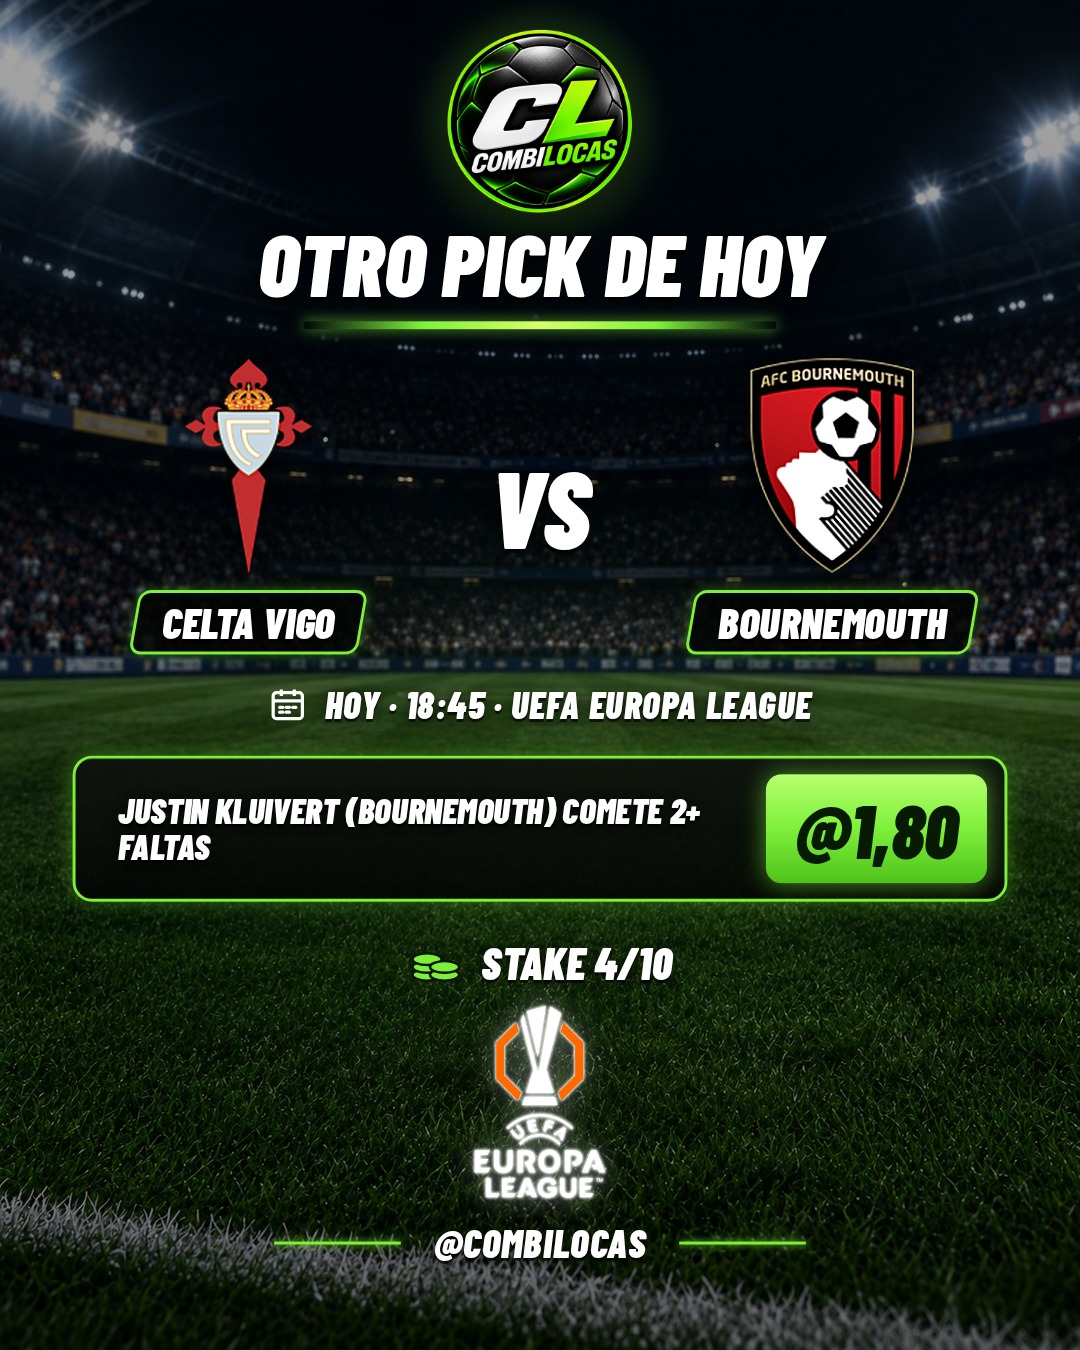 CL
COMBILOCAS
OTRO PICK DE HOY
AFC BOURNEMOUTH
VS
CELTA VIGO
BOURNEMOUTH
HOY · 18:45 · UEFA EUROPA LEAGUE
JUSTIN KLUIVERT (BOURNEMOUTH) COMETE 2+
FALTAS
@1,80
STAKE 4/10
UEFA
EUROPA
LEAGUE™
@COMBILOCAS